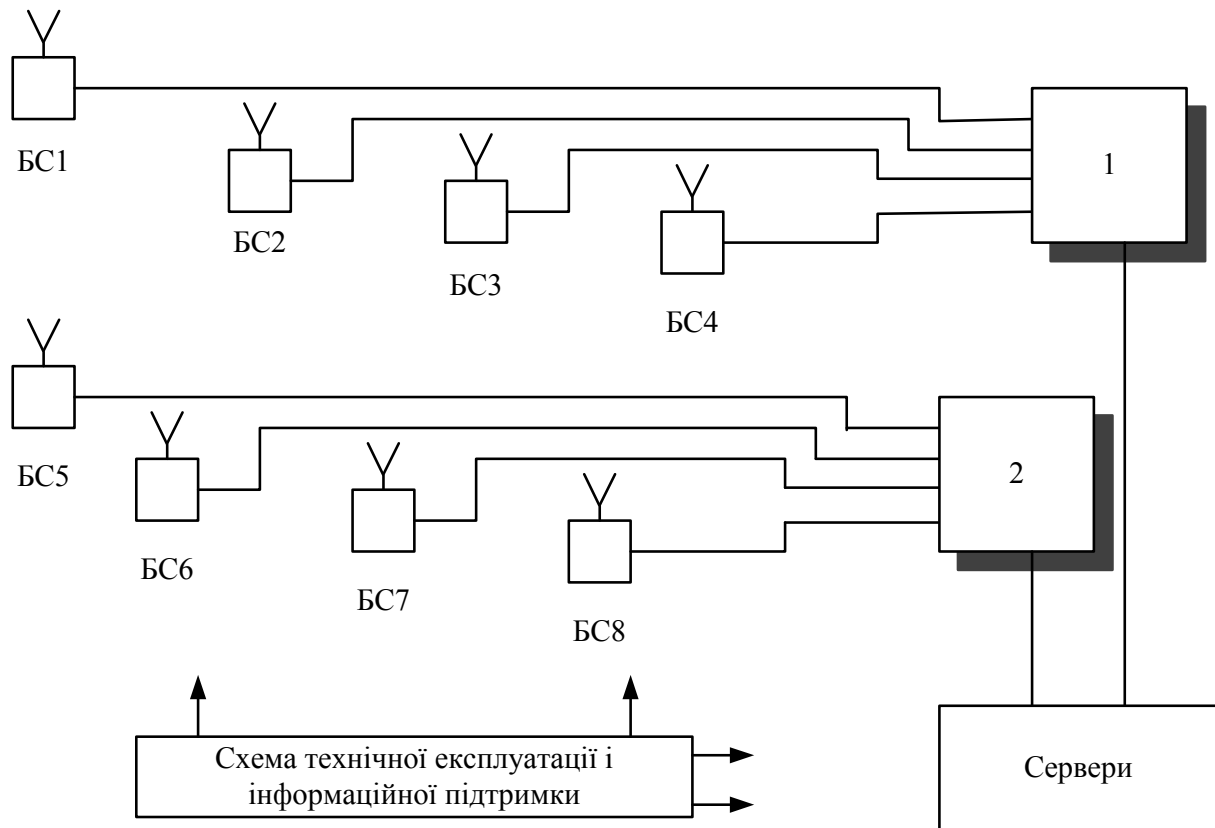 БС1
БС2
БС3
БС4
1
БС5
БС6
БС7
БС8
2
Схема технічної експлуатації і
інформаційної підтримки
Сервери